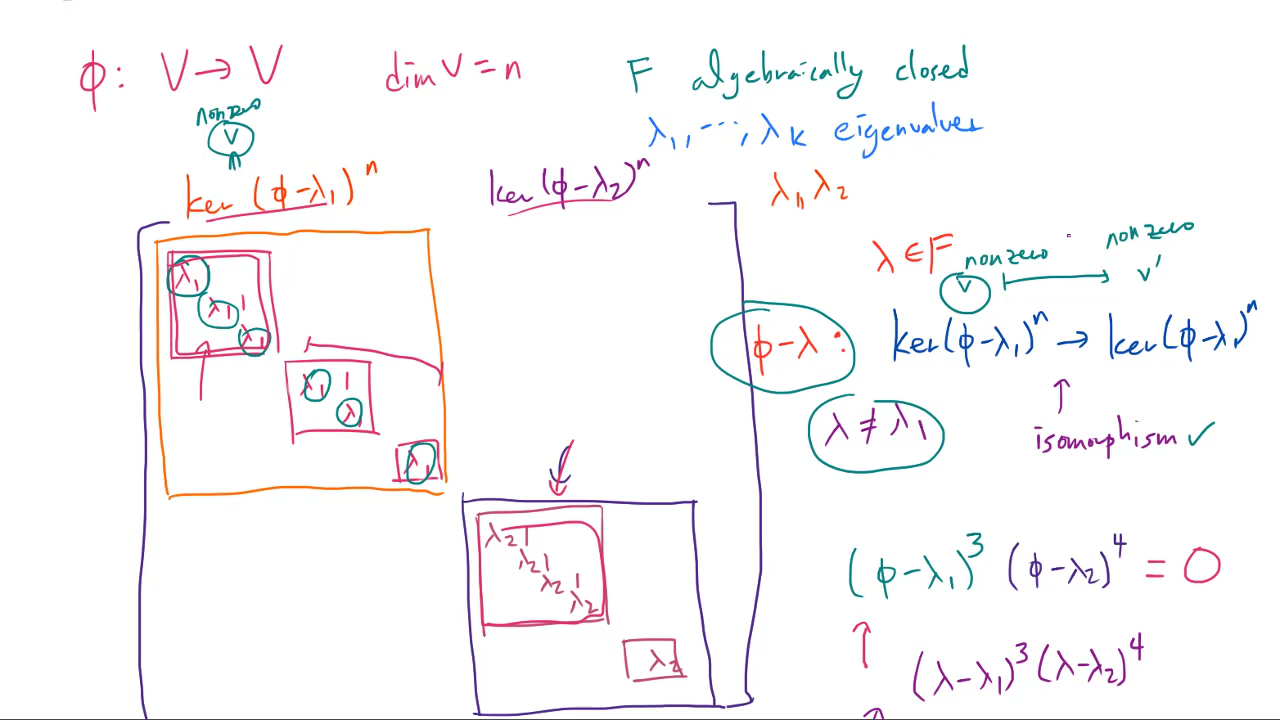 ϕ: V → V dim V = n F algebraically closed
λ₁, ⋯, λₖ eigenvalues
nonzero
v
ker(ϕ−λ₁)ⁿ ker(ϕ−λ₂)ⁿ λ₁, λ₂
λ ∈ F nonzero nonzero
v ↦ v′
ϕ−λ : ker(ϕ−λ₁)ⁿ → ker(ϕ−λ₁)ⁿ
λ ≠ λ₁
isomorphism ✓
λ₁
λ₁ 1
λ₁
λ₁ 1
λ
λ₁
λ₂ 1
λ₂ 1
λ₂ 1
λ₂
λ₂
(ϕ−λ₁)³ (ϕ−λ₂)⁴ = 0
(λ−λ₁)³(λ−λ₂)⁴